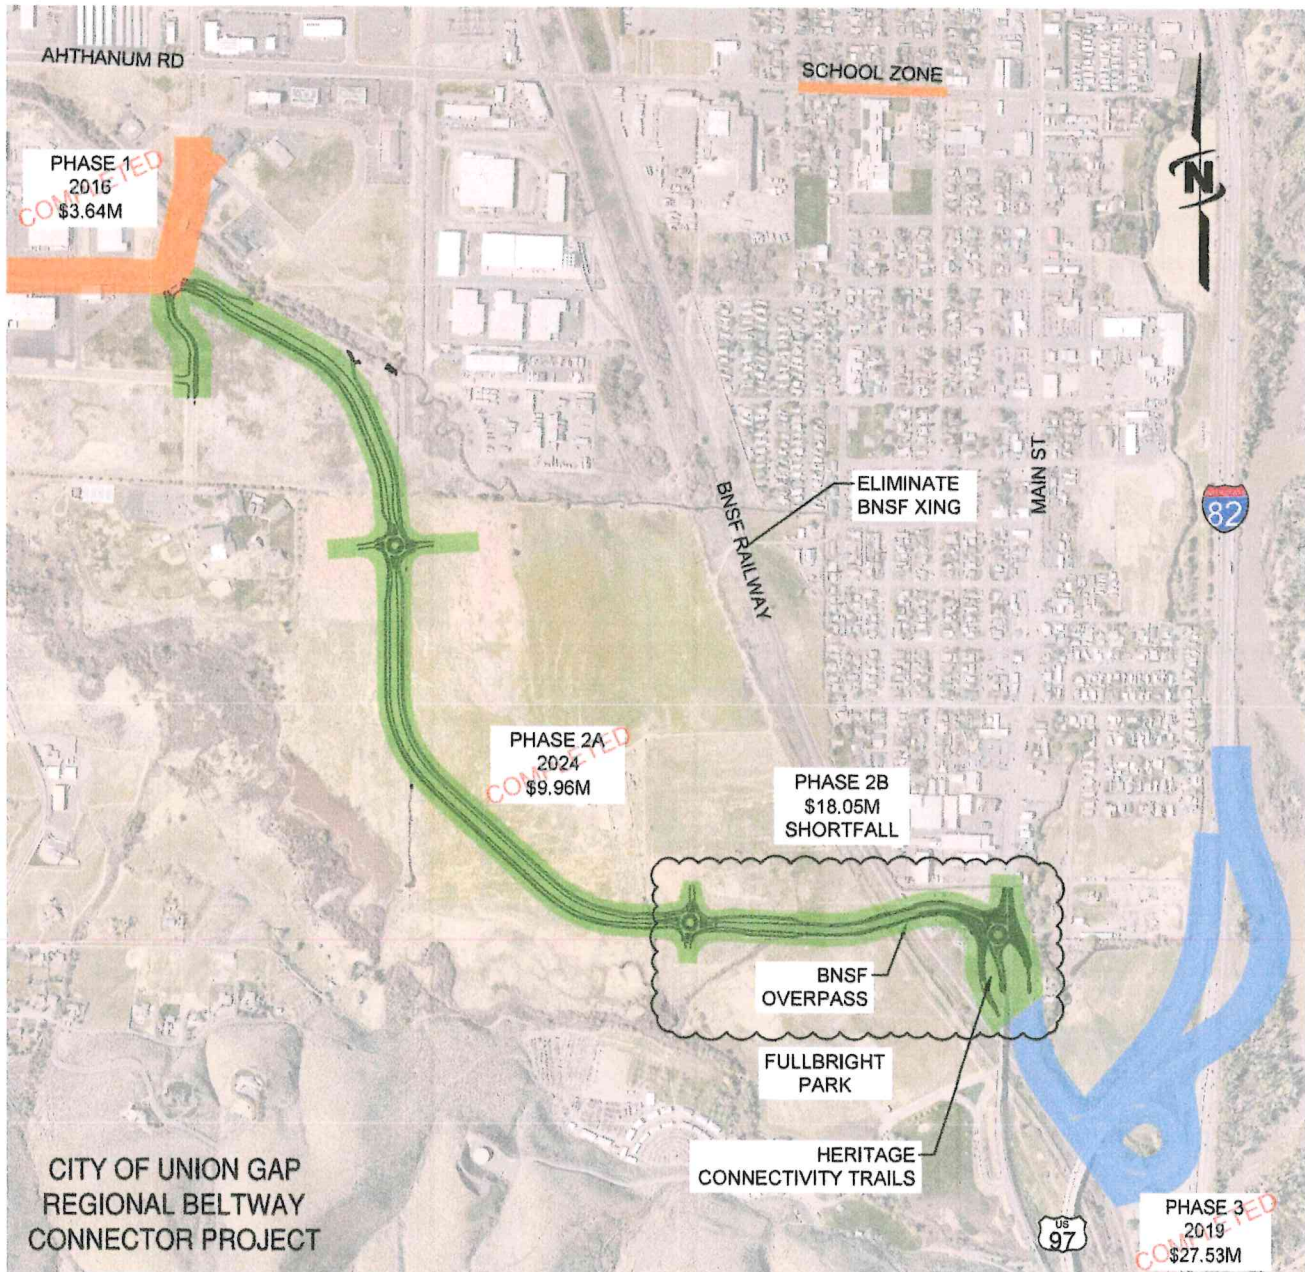 AHTHANUM RD
SCHOOL ZONE
PHASE 1
2016
$3.64M
COMPLETED
N
ELIMINATE
BNSF XING
MAIN ST
82
BNSF RAILWAY
PHASE 2A
2024
$9.96M
COMPLETED
PHASE 2B
$18.05M
SHORTFALL
BNSF
OVERPASS
FULLBRIGHT
PARK
HERITAGE
CONNECTIVITY TRAILS
CITY OF UNION GAP
REGIONAL BELTWAY
CONNECTOR PROJECT
US
97
PHASE 3
2019
$27.53M
COMPLETED